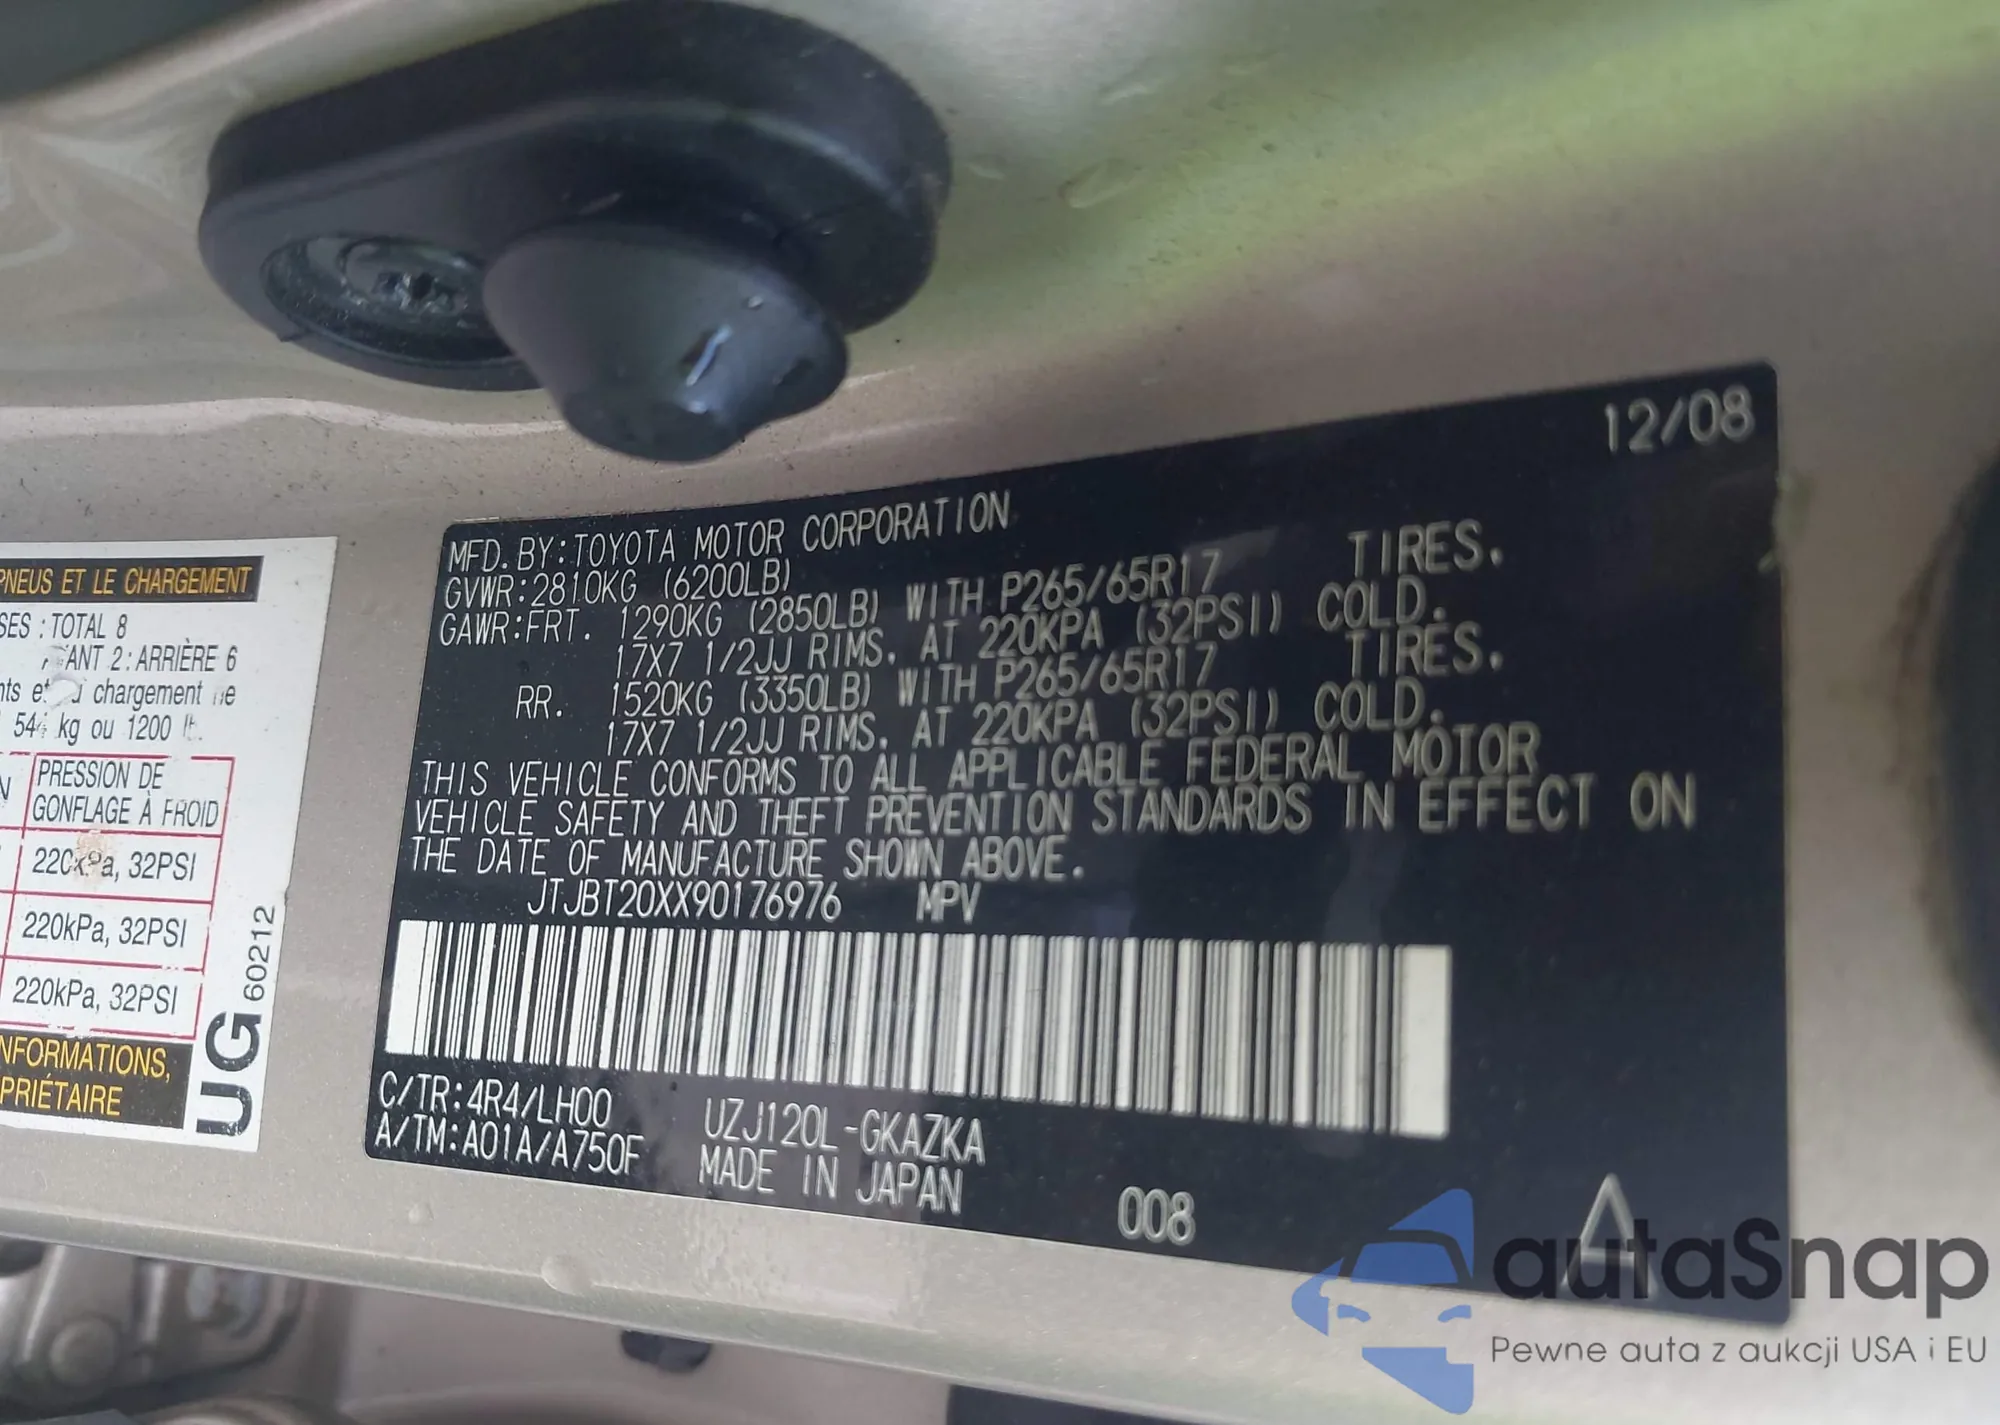 12/08
MFD. BY:TOYOTA MOTOR CORPORATION
GVWR:2810KG (6200LB)
GAWR:FRT. 1290KG (2850LB) WITH P265/65R17 TIRES.
17X7 1/2JJ RIMS, AT 220KPA (32PSI) COLD.
RR. 1520KG (3350LB) WITH P265/65R17 TIRES.
17X7 1/2JJ RIMS, AT 220KPA (32PSI) COLD.
THIS VEHICLE CONFORMS TO ALL APPLICABLE FEDERAL MOTOR
VEHICLE SAFETY AND THEFT PREVENTION STANDARDS IN EFFECT ON
THE DATE OF MANUFACTURE SHOWN ABOVE.
JTJBT20XX90176976 MPV
C/TR:4R4/LH00
A/TM:A01A/A750F
UZJ120L-GKAZKA
MADE IN JAPAN
008
PNEUS ET LE CHARGEMENT
SES : TOTAL 8
2 : ARRIÈRE 6
chargement
kg ou 1200
N
PRESSION DE
GONFLAGE À FROID
220kPa, 32PSI
220kPa, 32PSI
220kPa, 32PSI
NFORMATIONS,
PRIÉTAIRE
UG 60212
autaSnap
Pewne auta z aukcji USA i EU